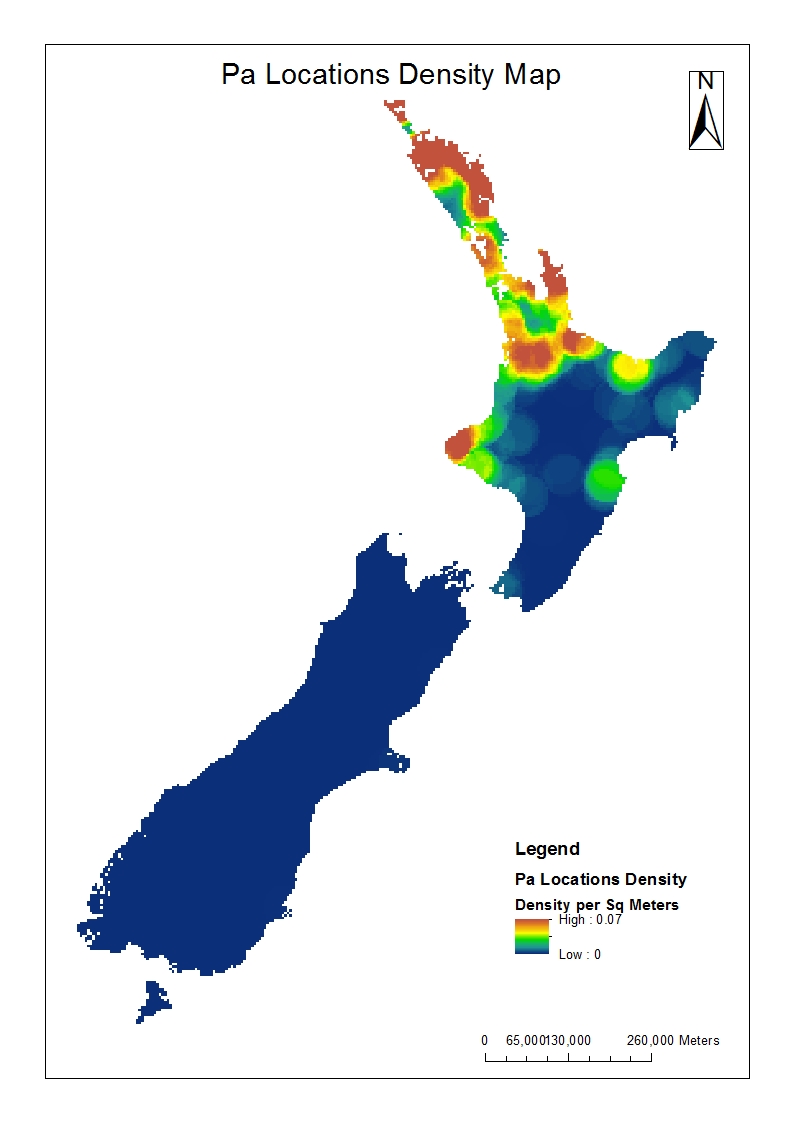 Pa Locations Density Map
N
Legend
Pa Locations Density
Density per Sq Meters
High : 0.07
Low : 0
0 65,000130,000 260,000 Meters